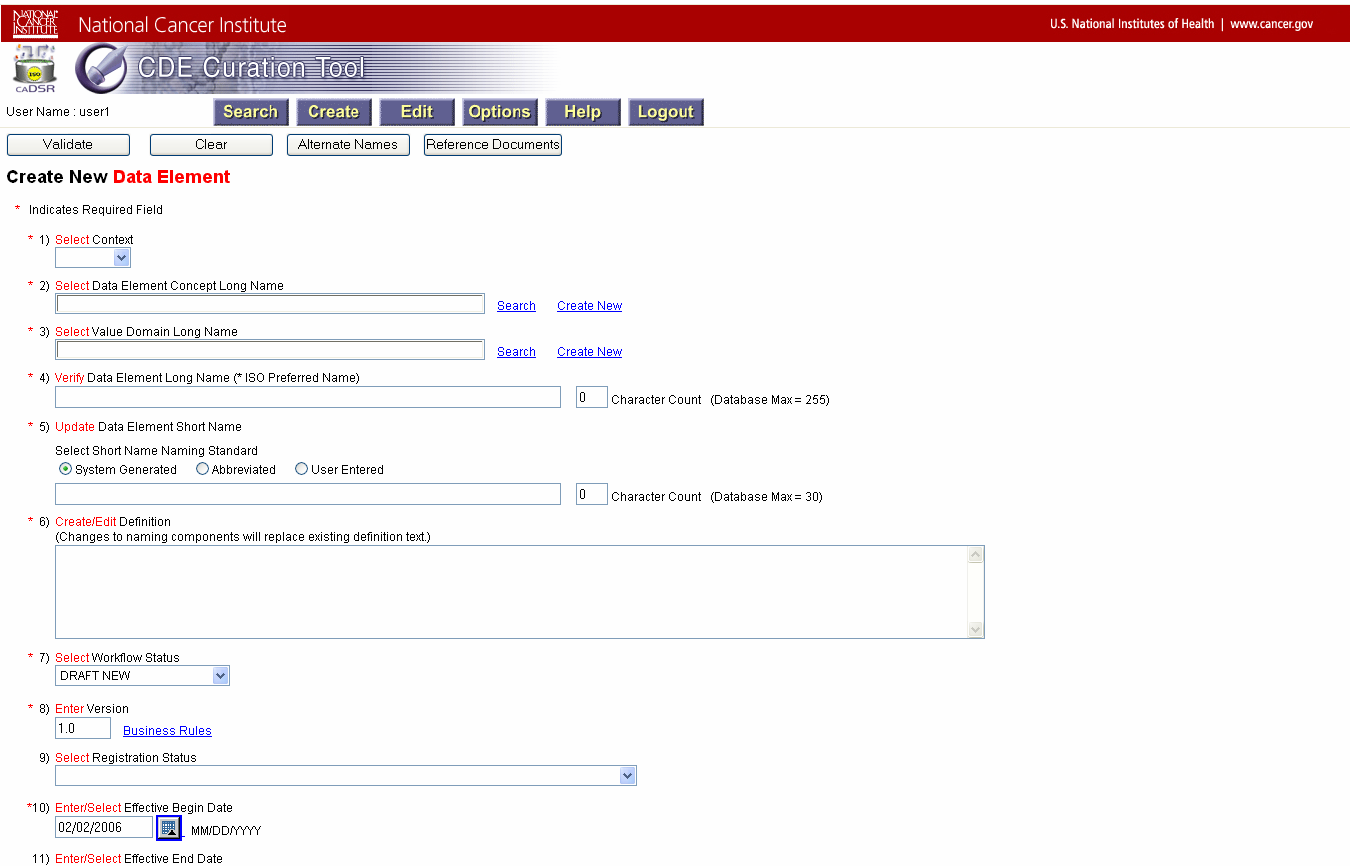 NATIONAL CANCER INSTITUTE
National Cancer Institute
U.S. National Institutes of Health | www.cancer.gov
ISO
caDSR
CDE Curation Tool
User Name : user1
Search Create Edit Options Help Logout
Validate Clear Alternate Names Reference Documents
Create New Data Element
* Indicates Required Field
* 1) Select Context
* 2) Select Data Element Concept Long Name
Search Create New
* 3) Select Value Domain Long Name
Search Create New
* 4) Verify Data Element Long Name (* ISO Preferred Name)
0 Character Count (Database Max = 255)
* 5) Update Data Element Short Name
Select Short Name Naming Standard
System Generated Abbreviated User Entered
0 Character Count (Database Max = 30)
* 6) Create/Edit Definition
(Changes to naming components will replace existing definition text.)
* 7) Select Workflow Status
DRAFT NEW
* 8) Enter Version
1.0 Business Rules
9) Select Registration Status
*10) Enter/Select Effective Begin Date
02/02/2006 MM/DD/YYYY
11) Enter/Select Effective End Date